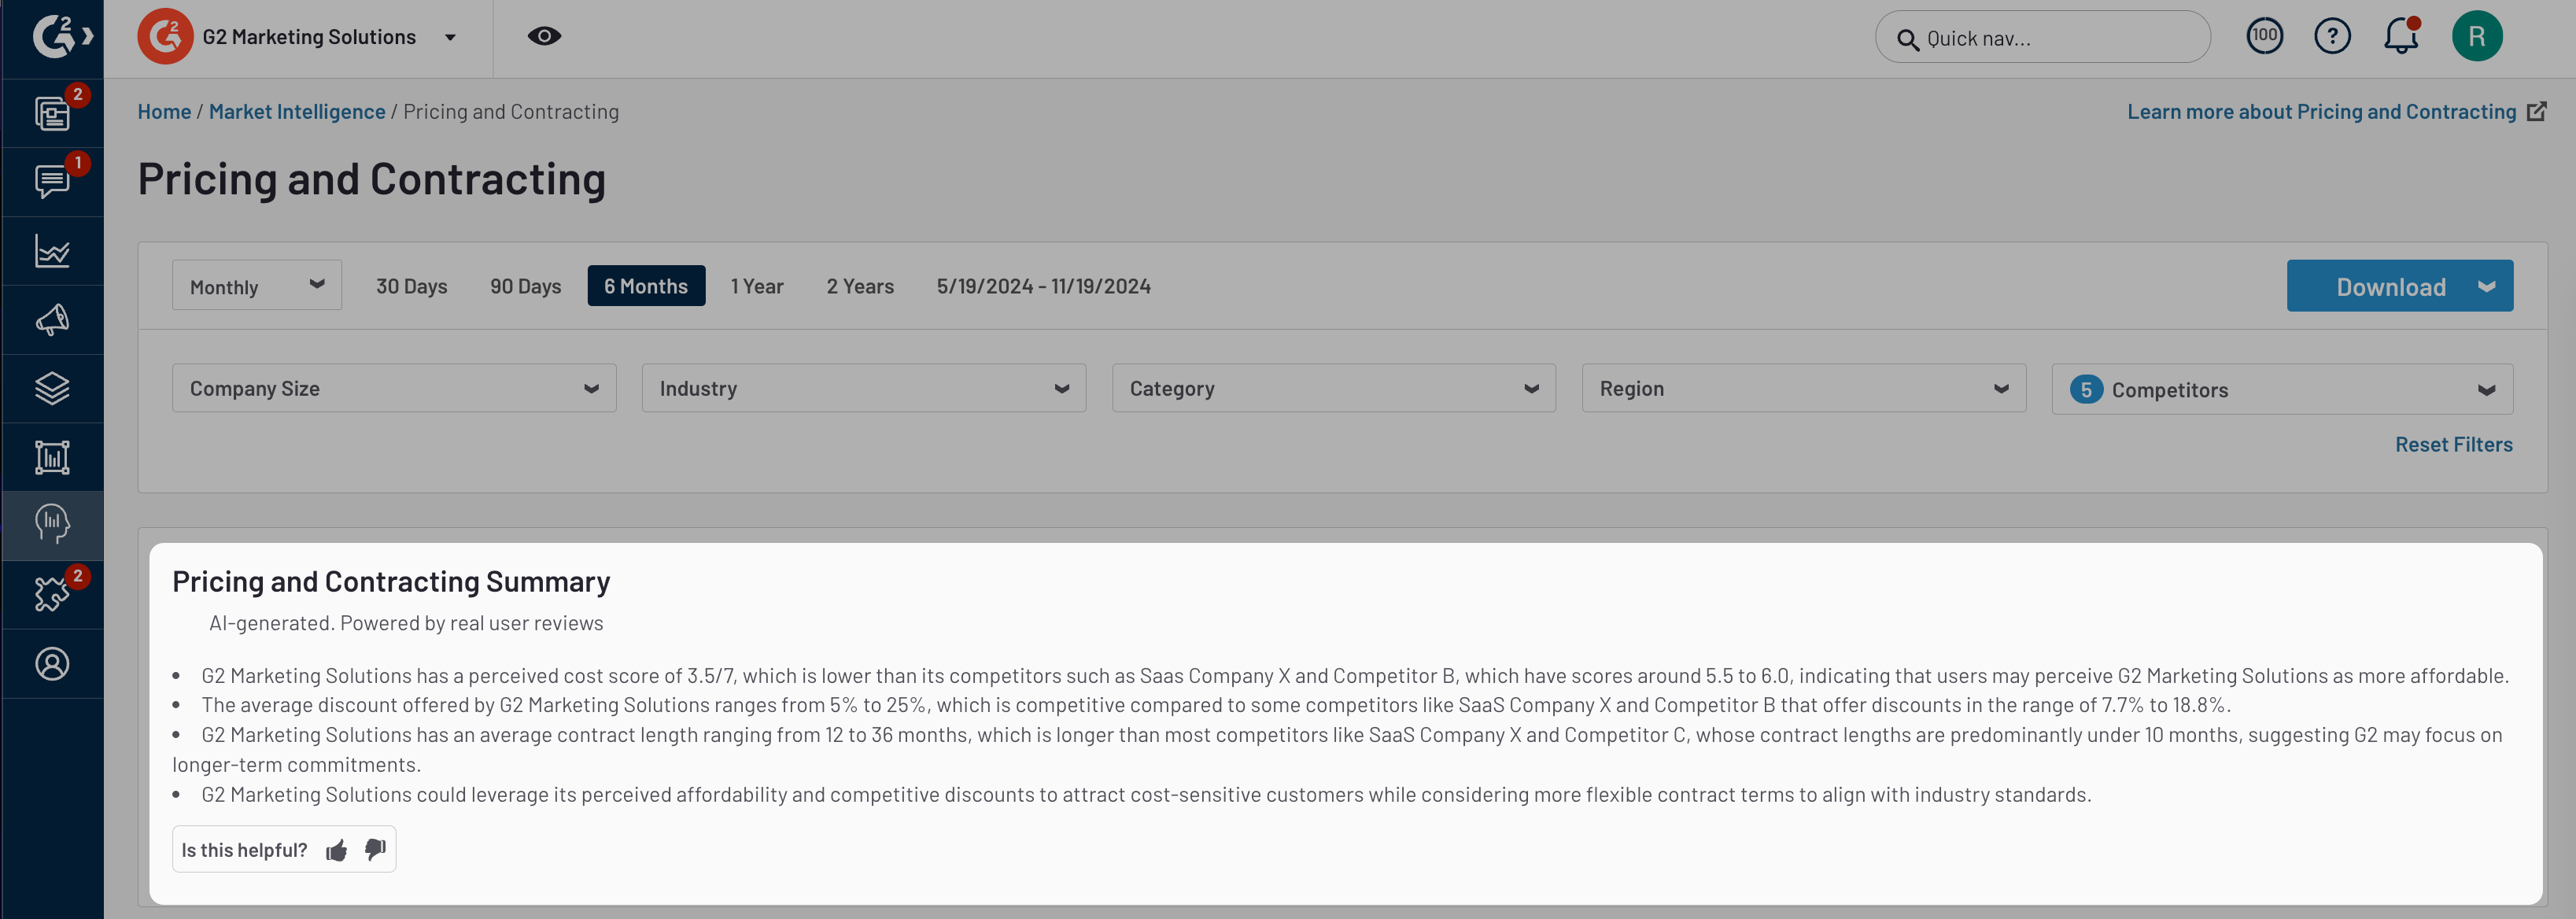 G2 Marketing Solutions
Quick nav...
100
?
R
2
1
2
Home / Market Intelligence / Pricing and Contracting
Learn more about Pricing and Contracting
Pricing and Contracting
Monthly
30 Days
90 Days
6 Months
1 Year
2 Years
5/19/2024 - 11/19/2024
Download
Company Size
Industry
Category
Region
5 Competitors
Reset Filters
Pricing and Contracting Summary
AI-generated. Powered by real user reviews
• G2 Marketing Solutions has a perceived cost score of 3.5/7, which is lower than its competitors such as Saas Company X and Competitor B, which have scores around 5.5 to 6.0, indicating that users may perceive G2 Marketing Solutions as more affordable.
• The average discount offered by G2 Marketing Solutions ranges from 5% to 25%, which is competitive compared to some competitors like SaaS Company X and Competitor B that offer discounts in the range of 7.7% to 18.8%.
• G2 Marketing Solutions has an average contract length ranging from 12 to 36 months, which is longer than most competitors like SaaS Company X and Competitor C, whose contract lengths are predominantly under 10 months, suggesting G2 may focus on
longer-term commitments.
• G2 Marketing Solutions could leverage its perceived affordability and competitive discounts to attract cost-sensitive customers while considering more flexible contract terms to align with industry standards.
Is this helpful?